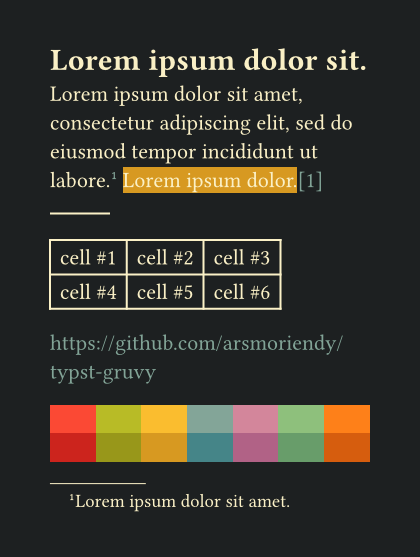 Lorem ipsum dolor sit.
Lorem ipsum dolor sit amet,
consectetur adipiscing elit, sed do
eiusmod tempor incididunt ut
labore.¹ Lorem ipsum dolor.[1]
cell #1 cell #2 cell #3
cell #4 cell #5 cell #6
https://github.com/arsmoriendy/
typst-gruvy
¹Lorem ipsum dolor sit amet.